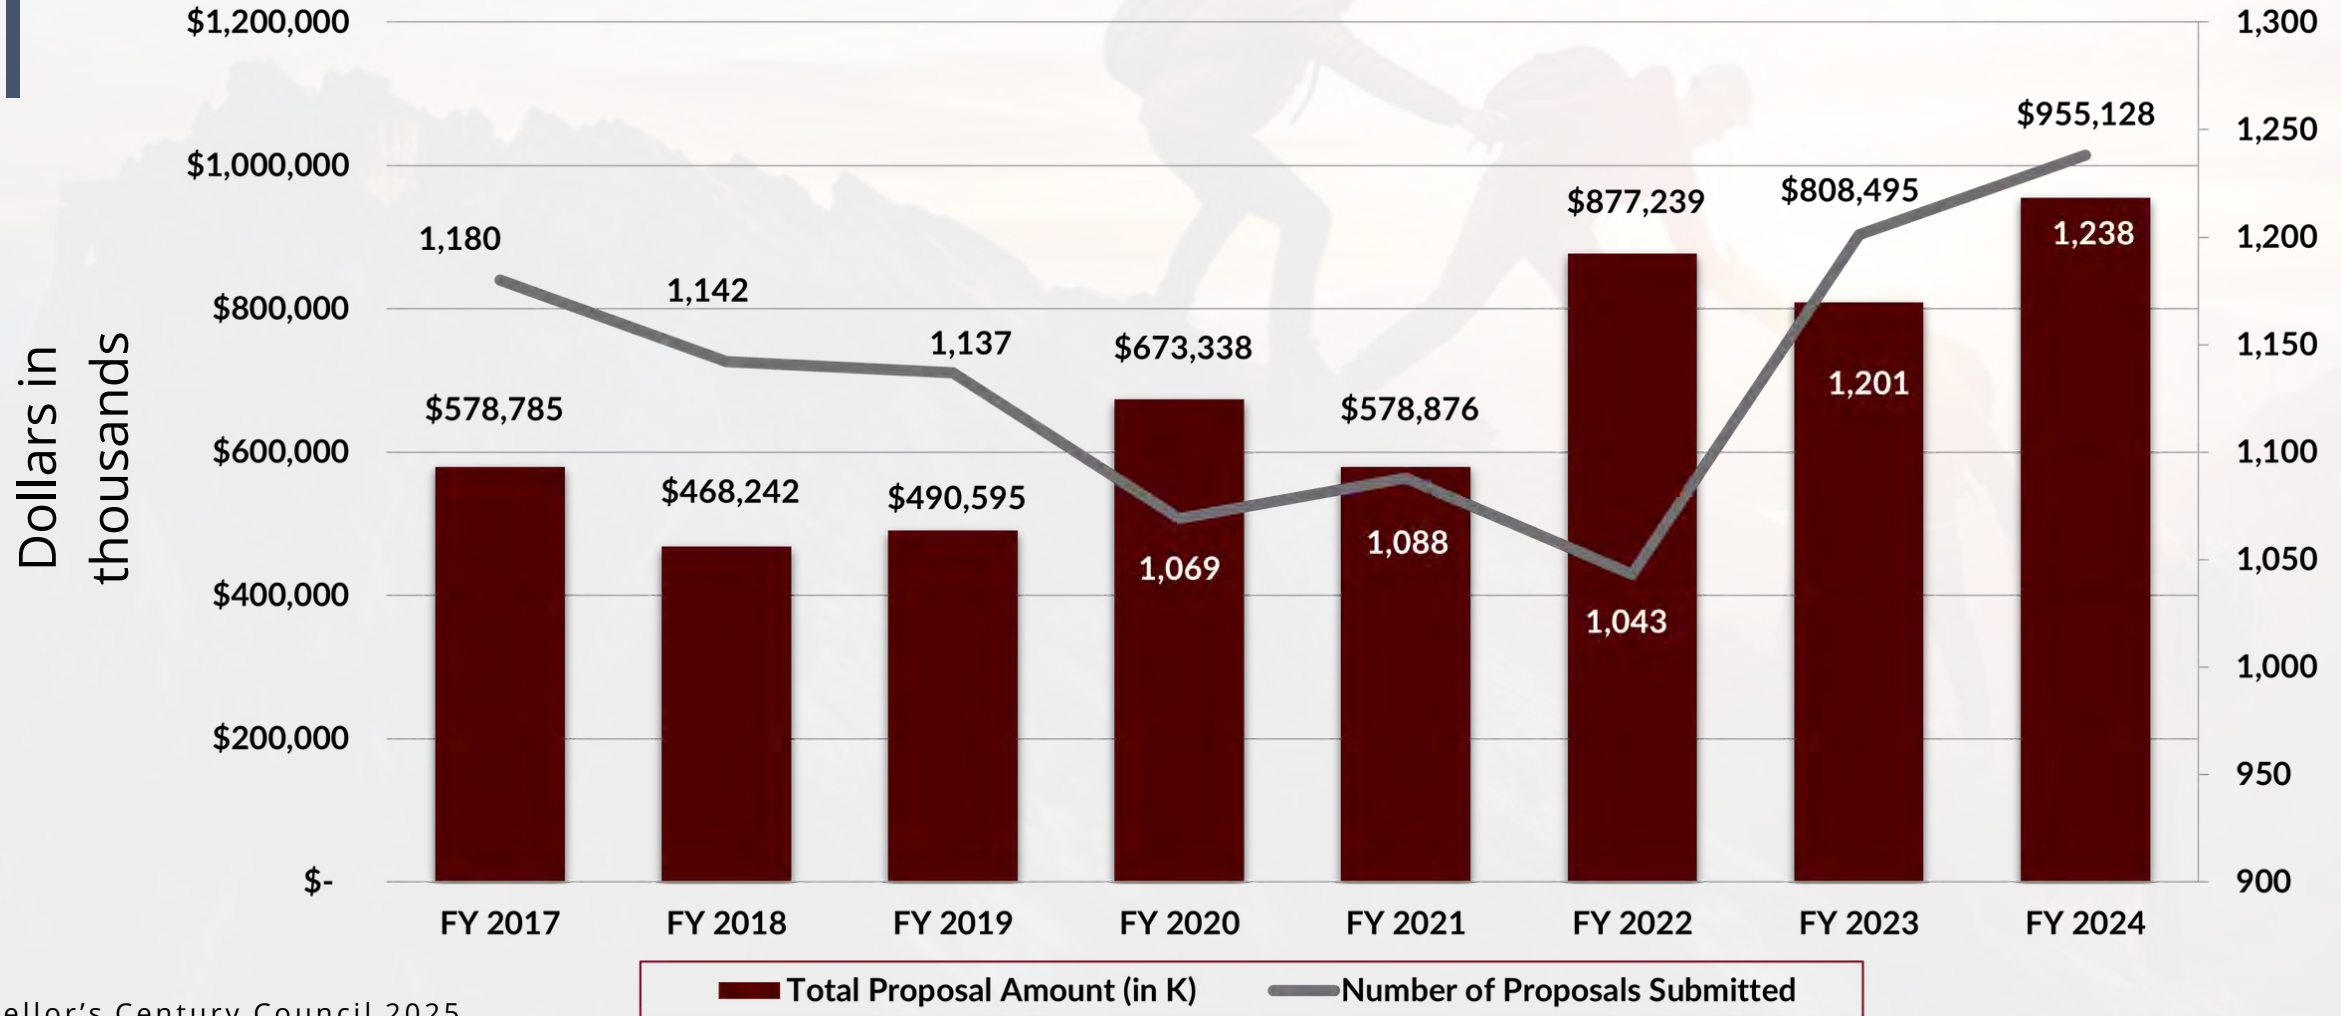 $1,200,000
$1,000,000
$800,000
$600,000
$400,000
$200,000
$-
Dollars in
thousands
1,300
1,250
1,200
1,150
1,100
1,050
1,000
950
900
$955,128
$877,239
$808,495
1,180
1,238
1,142
1,137
$673,338
1,201
$578,785
$578,876
$468,242
$490,595
1,088
1,069
1,043
FY 2017
FY 2018
FY 2019
FY 2020
FY 2021
FY 2022
FY 2023
FY 2024
Total Proposal Amount (in K)
Number of Proposals Submitted
ellor's Century Council 2025